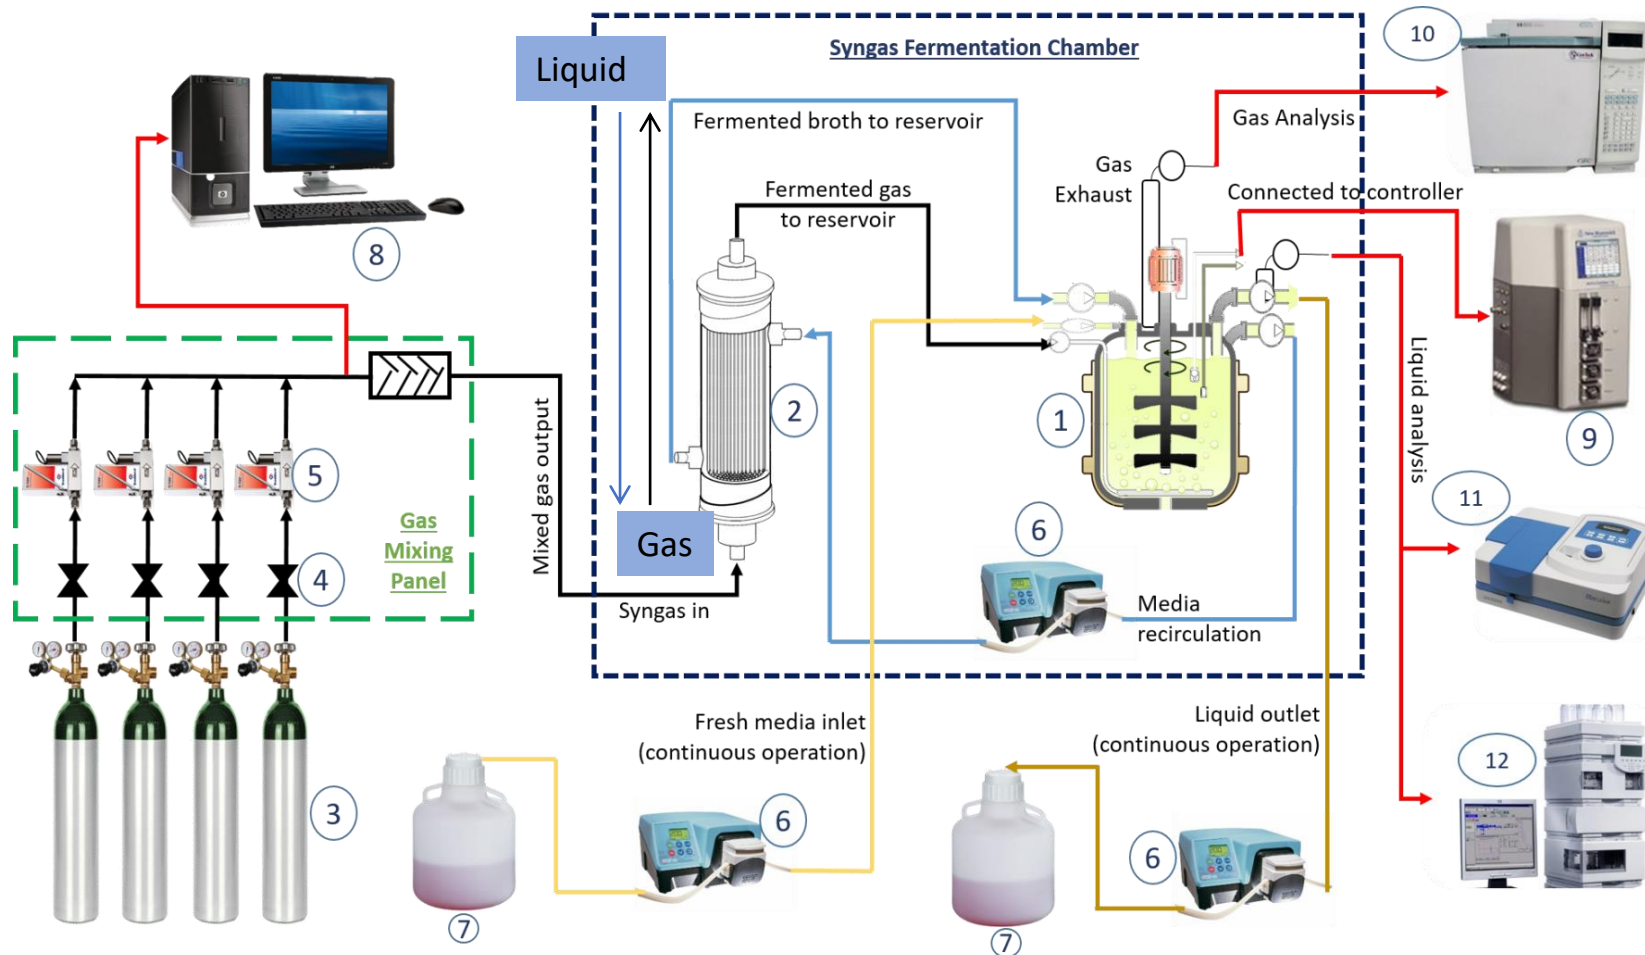 Syngas Fermentation Chamber
Liquid
Gas
Fermented broth to reservoir
Fermented gas
to reservoir
Gas
Exhaust
Gas Analysis
Connected to controller
Liquid analysis
Mixed gas output
Syngas in
Gas
Mixing
Panel
Media
recirculation
Fresh media inlet
(continuous operation)
Liquid outlet
(continuous operation)
1
2
3
4
5
6
6
6
7
7
8
9
10
11
12